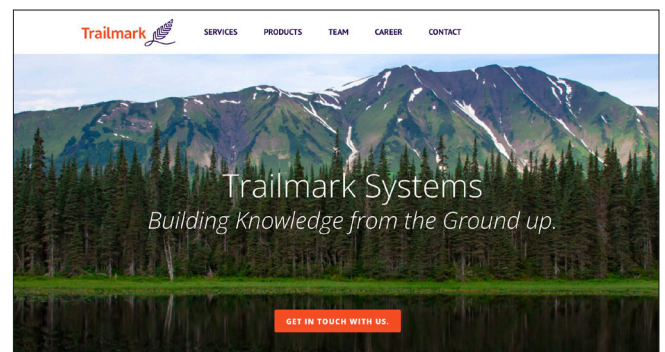 Trailmark
SERVICES PRODUCTS TEAM CAREER CONTACT
Trailmark Systems
Building Knowledge from the Ground up.
GET IN TOUCH WITH US.